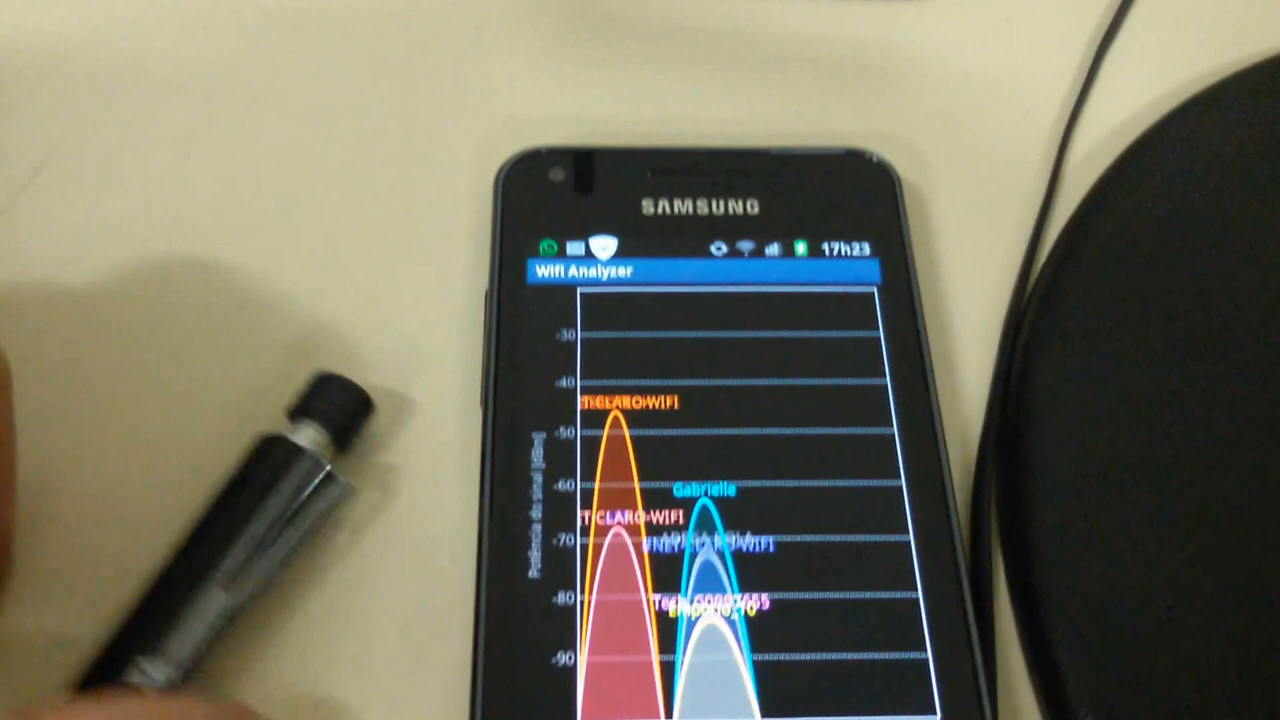 SAMSUNG
17h23
Wifi Analyzer
-30
-40
T-CLARO-WIFI
-50
-60
Gabrielle
T-CLARO-WIFI
-70
NET-CLARO-WIFI
-80
-90
Potência do sinal [dBm]